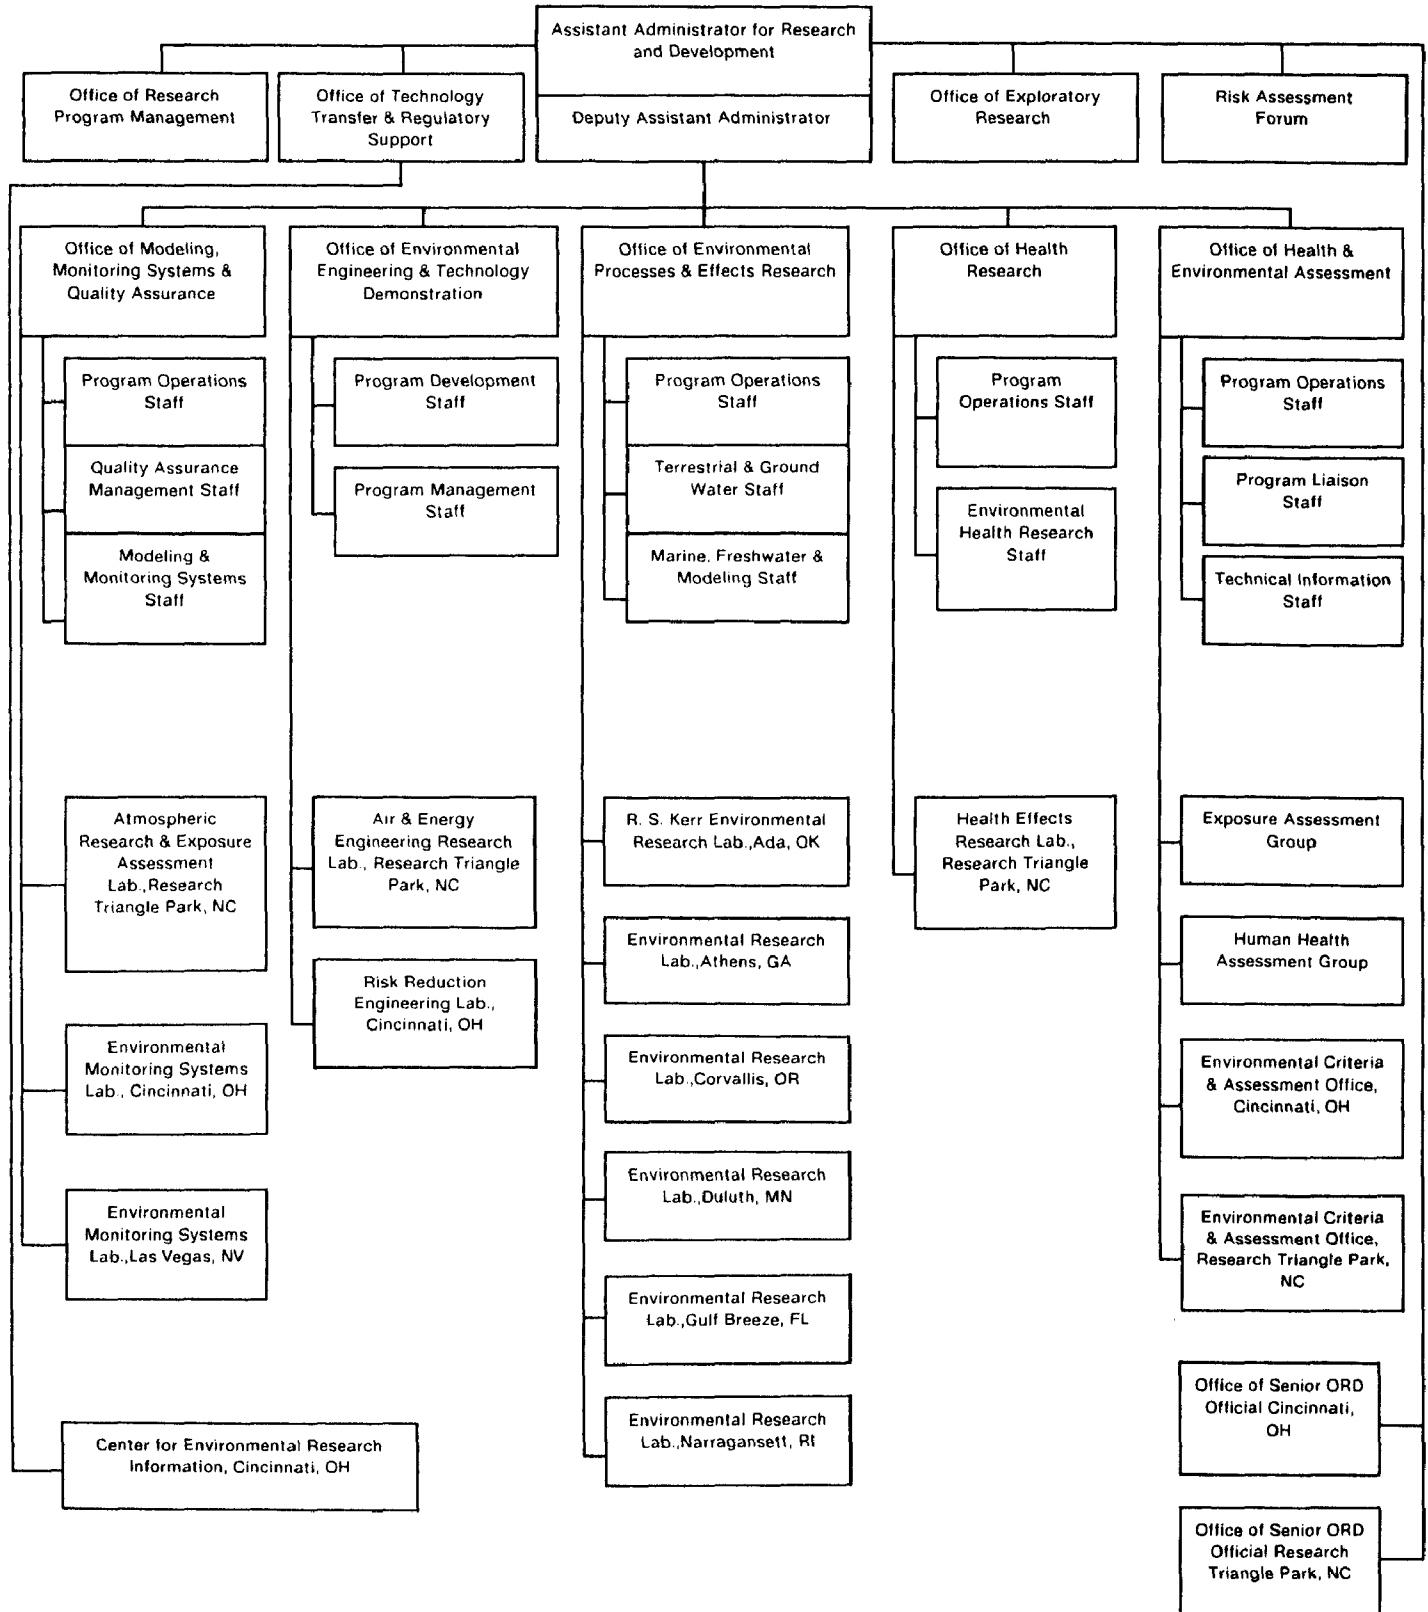 Assistant Administrator for Research
and Development
Deputy Assistant Administrator
Office of Research
Program Management
Office of Technology
Transfer & Regulatory
Support
Office of Exploratory
Research
Risk Assessment
Forum
Office of Modeling,
Monitoring Systems &
Quality Assurance
Program Operations
Staff
Quality Assurance
Management Staff
Modeling &
Monitoring Systems
Staff
Atmospheric
Research & Exposure
Assessment
Lab.,Research
Triangle Park, NC
Environmental
Monitoring Systems
Lab., Cincinnati, OH
Environmental
Monitoring Systems
Lab.,Las Vegas, NV
Center for Environmental Research
Information, Cincinnati, OH
Office of Environmental
Engineering & Technology
Demonstration
Program Development
Staff
Program Management
Staff
Air & Energy
Engineering Research
Lab., Research Triangle
Park, NC
Risk Reduction
Engineering Lab.,
Cincinnati, OH
Office of Environmental
Processes & Effects Research
Program Operations
Staff
Terrestrial & Ground
Water Staff
Marine, Freshwater &
Modeling Staff
R. S. Kerr Environmental
Research Lab.,Ada, OK
Environmental Research
Lab.,Athens, GA
Environmental Research
Lab.,Corvallis, OR
Environmental Research
Lab.,Duluth, MN
Environmental Research
Lab.,Gulf Breeze, FL
Environmental Research
Lab.,Narragansett, RI
Office of Health
Research
Program
Operations Staff
Environmental
Health Research
Staff
Health Effects
Research Lab.,
Research Triangle
Park, NC
Office of Health &
Environmental Assessment
Program Operations
Staff
Program Liaison
Staff
Technical Information
Staff
Exposure Assessment
Group
Human Health
Assessment Group
Environmental Criteria
& Assessment Office,
Cincinnati, OH
Environmental Criteria
& Assessment Office,
Research Triangle Park,
NC
Office of Senior ORD
Official Cincinnati,
OH
Office of Senior ORD
Official Research
Triangle Park, NC